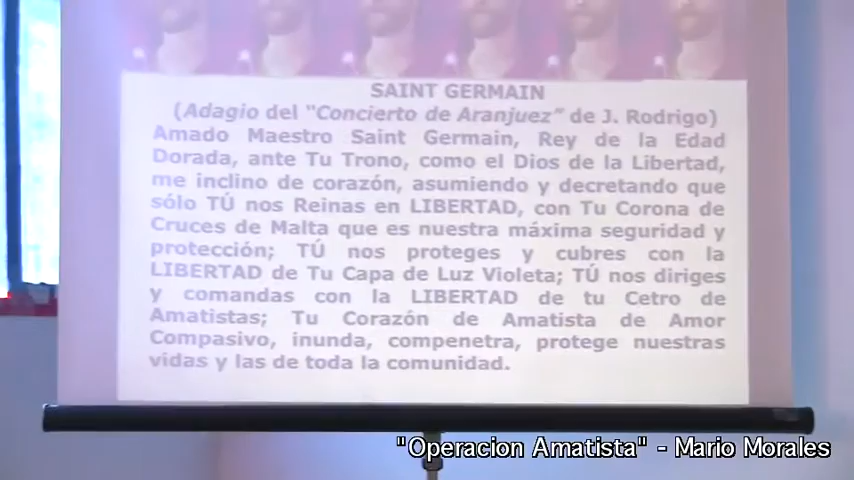 SAINT GERMAIN
(Adagio del "Concierto de Aranjuez" de J. Rodrigo)
Amado Maestro Saint Germain, Rey de la Edad
Dorada, ante Tu Trono, como el Dios de la Libertad,
me inclino de corazón, asumiendo y decretando que
sólo TÚ nos Reinas en LIBERTAD, con Tu Corona de
Cruces de Malta que es nuestra máxima seguridad y
protección; TÚ nos proteges y cubres con la
LIBERTAD de Tu Capa de Luz Violeta; TÚ nos diriges
y comandas con la LIBERTAD de tu Cetro de
Amatistas; Tu Corazón de Amatista de Amor
Compasivo, inunda, compenetra, protege nuestras
vidas y las de toda la comunidad.
"Operacion Amatista" - Mario Morales